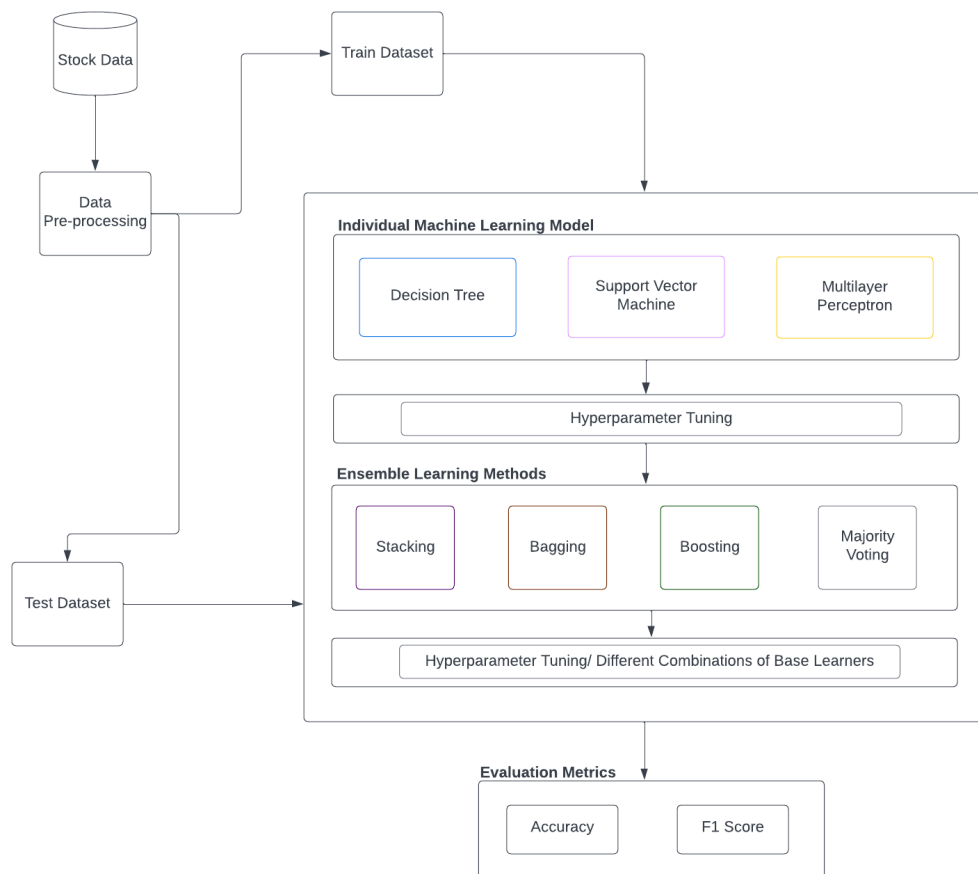 Stock Data
Train Dataset
Data
Pre-processing
Individual Machine Learning Model
Decision Tree
Support Vector
Machine
Multilayer
Perceptron
Hyperparameter Tuning
Ensemble Learning Methods
Stacking
Bagging
Boosting
Majority
Voting
Test Dataset
Hyperparameter Tuning/ Different Combinations of Base Learners
Evaluation Metrics
Accuracy
F1 Score